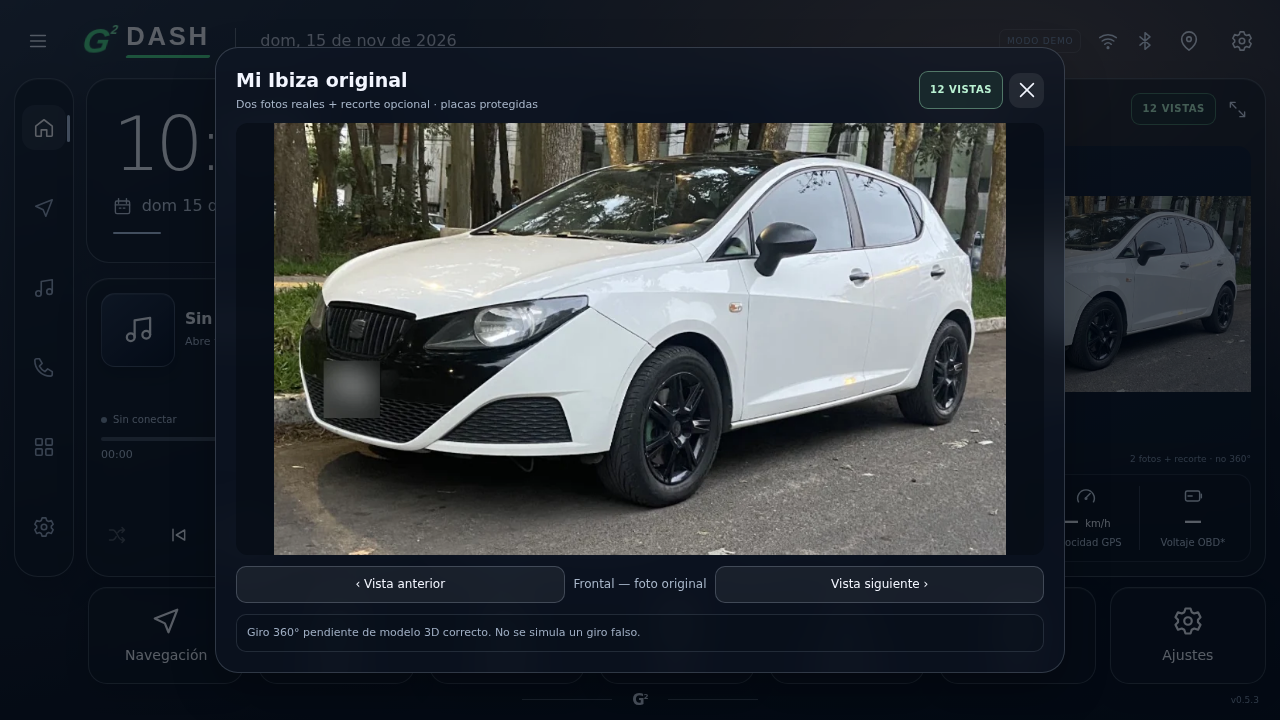 G² DASH
dom, 15 de nov de 2026
MODO DEMO
Mi Ibiza original
Dos fotos reales + recorte opcional · placas protegidas
12 VISTAS
12 VISTAS
10:
dom 15 d
Sin
Abre
Sin conectar
00:00
2 fotos + recorte · no 360°
— km/h
ocidad GPS
—
Voltaje OBD*
‹ Vista anterior
Frontal — foto original
Vista siguiente ›
Giro 360° pendiente de modelo 3D correcto. No se simula un giro falso.
Navegación
Ajustes
G²
v0.5.3